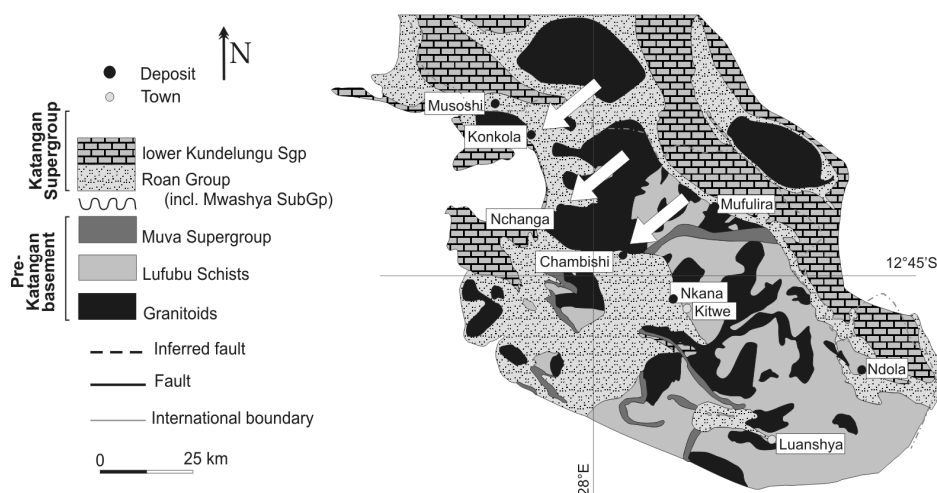 N
Deposit
Town
Katangan
Supergroup
lower Kundelungu Sgp
Roan Group
(incl. Mwashya SubGp)
Pre-
Katangan
basement
Muva Supergroup
Lufubu Schists
Granitoids
Inferred fault
Fault
International boundary
0 25 km
Musoshi
Konkola
Nchanga
Mufulira
Chambishi
12°45'S
Nkana
Kitwe
Ndola
Luanshya
28°E